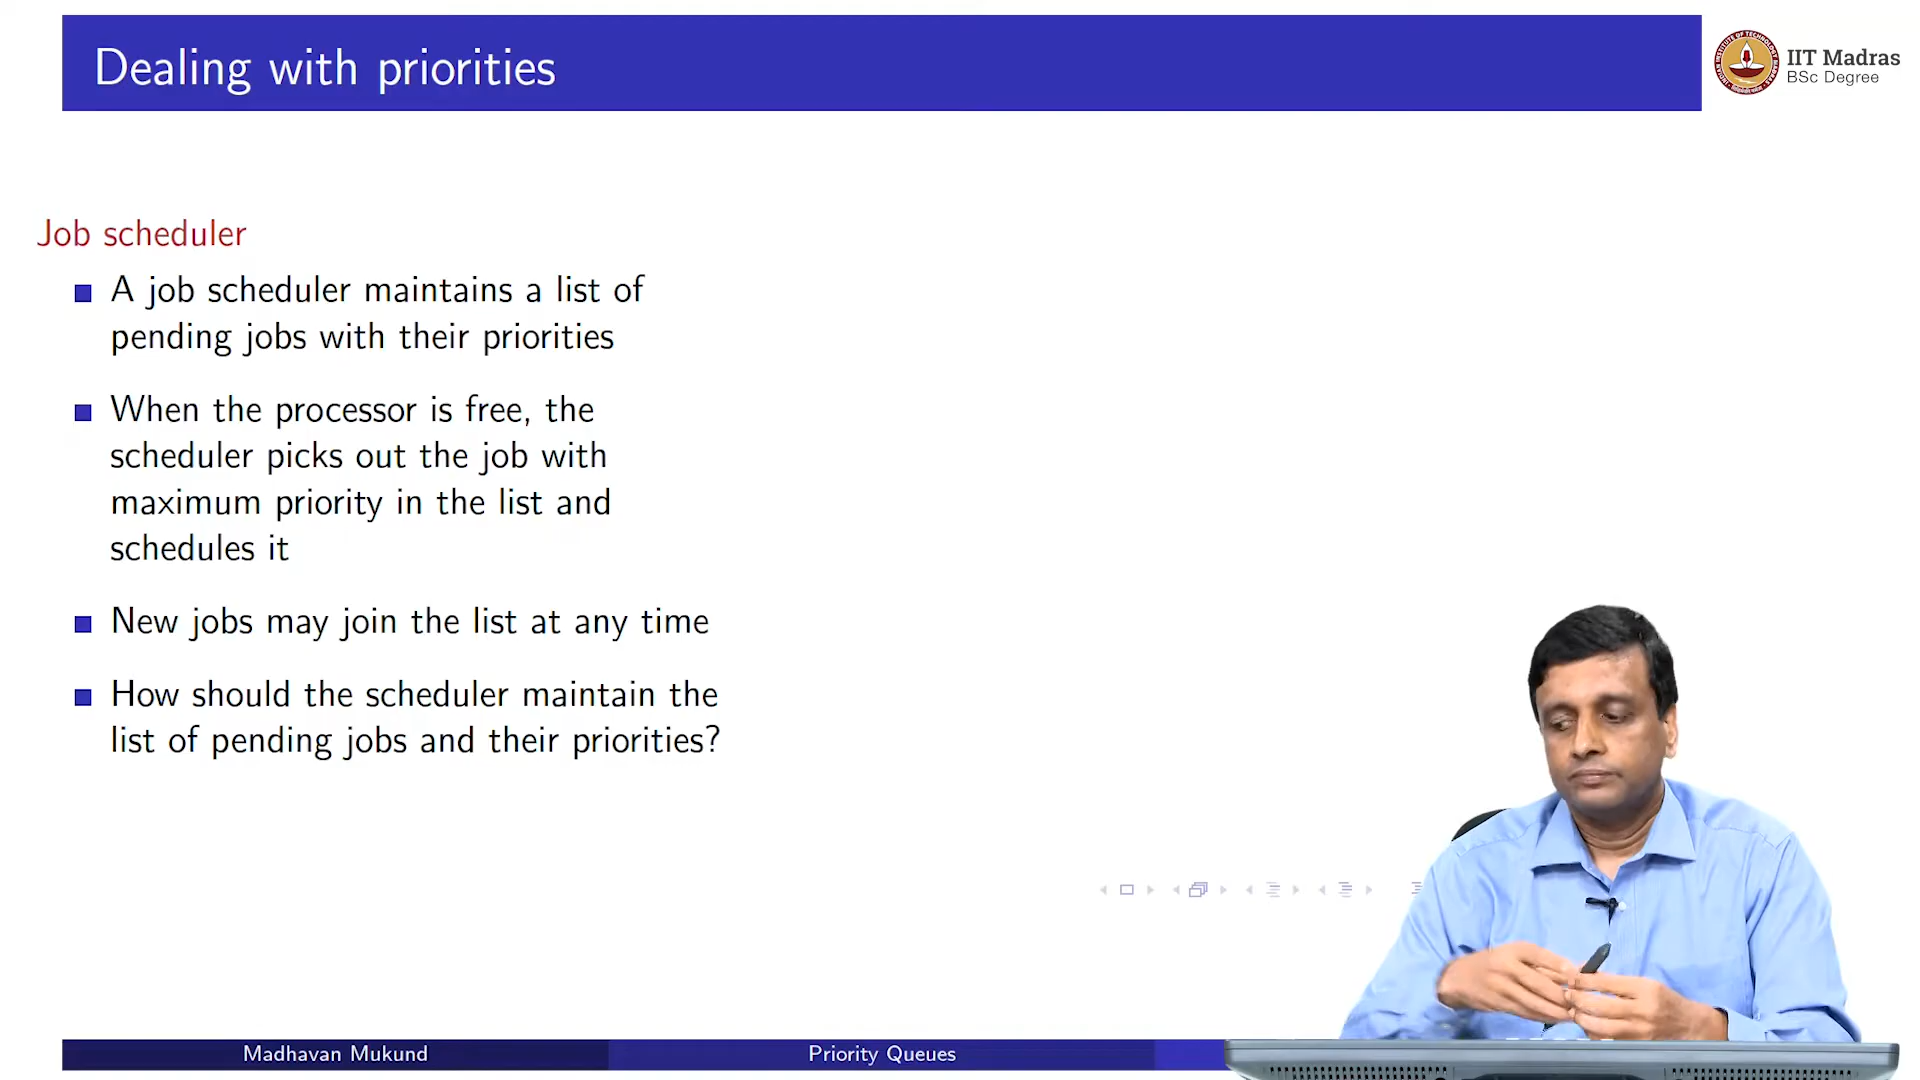 Dealing with priorities
IIT Madras
BSc Degree
Job scheduler
A job scheduler maintains a list of
pending jobs with their priorities
When the processor is free, the
scheduler picks out the job with
maximum priority in the list and
schedules it
New jobs may join the list at any time
How should the scheduler maintain the
list of pending jobs and their priorities?
Madhavan Mukund
Priority Queues